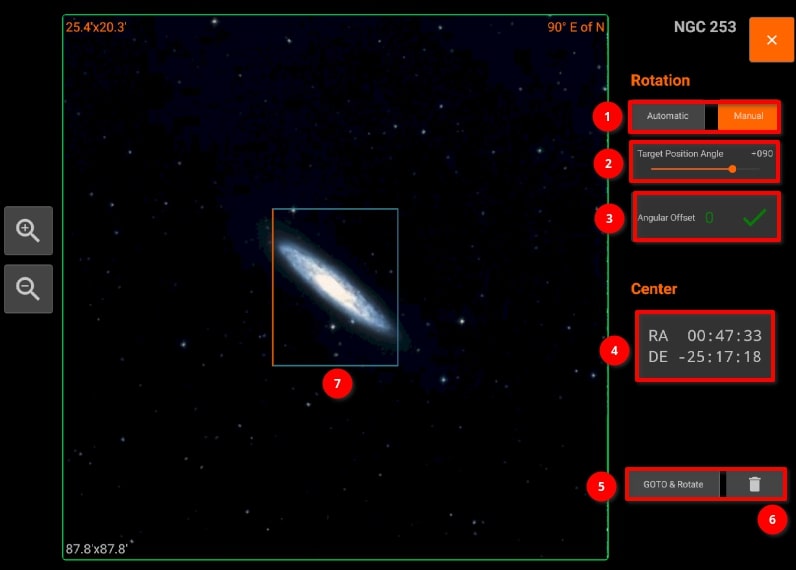 25.4'x20.3'
90° E of N
NGC 253
×
Rotation
1
Automatic
Manual
2
Target Position Angle
+090
3
Angular Offset
0
Center
4
RA 00:47:33
DE -25:17:18
7
5
GOTO & Rotate
6
87.8'x87.8'